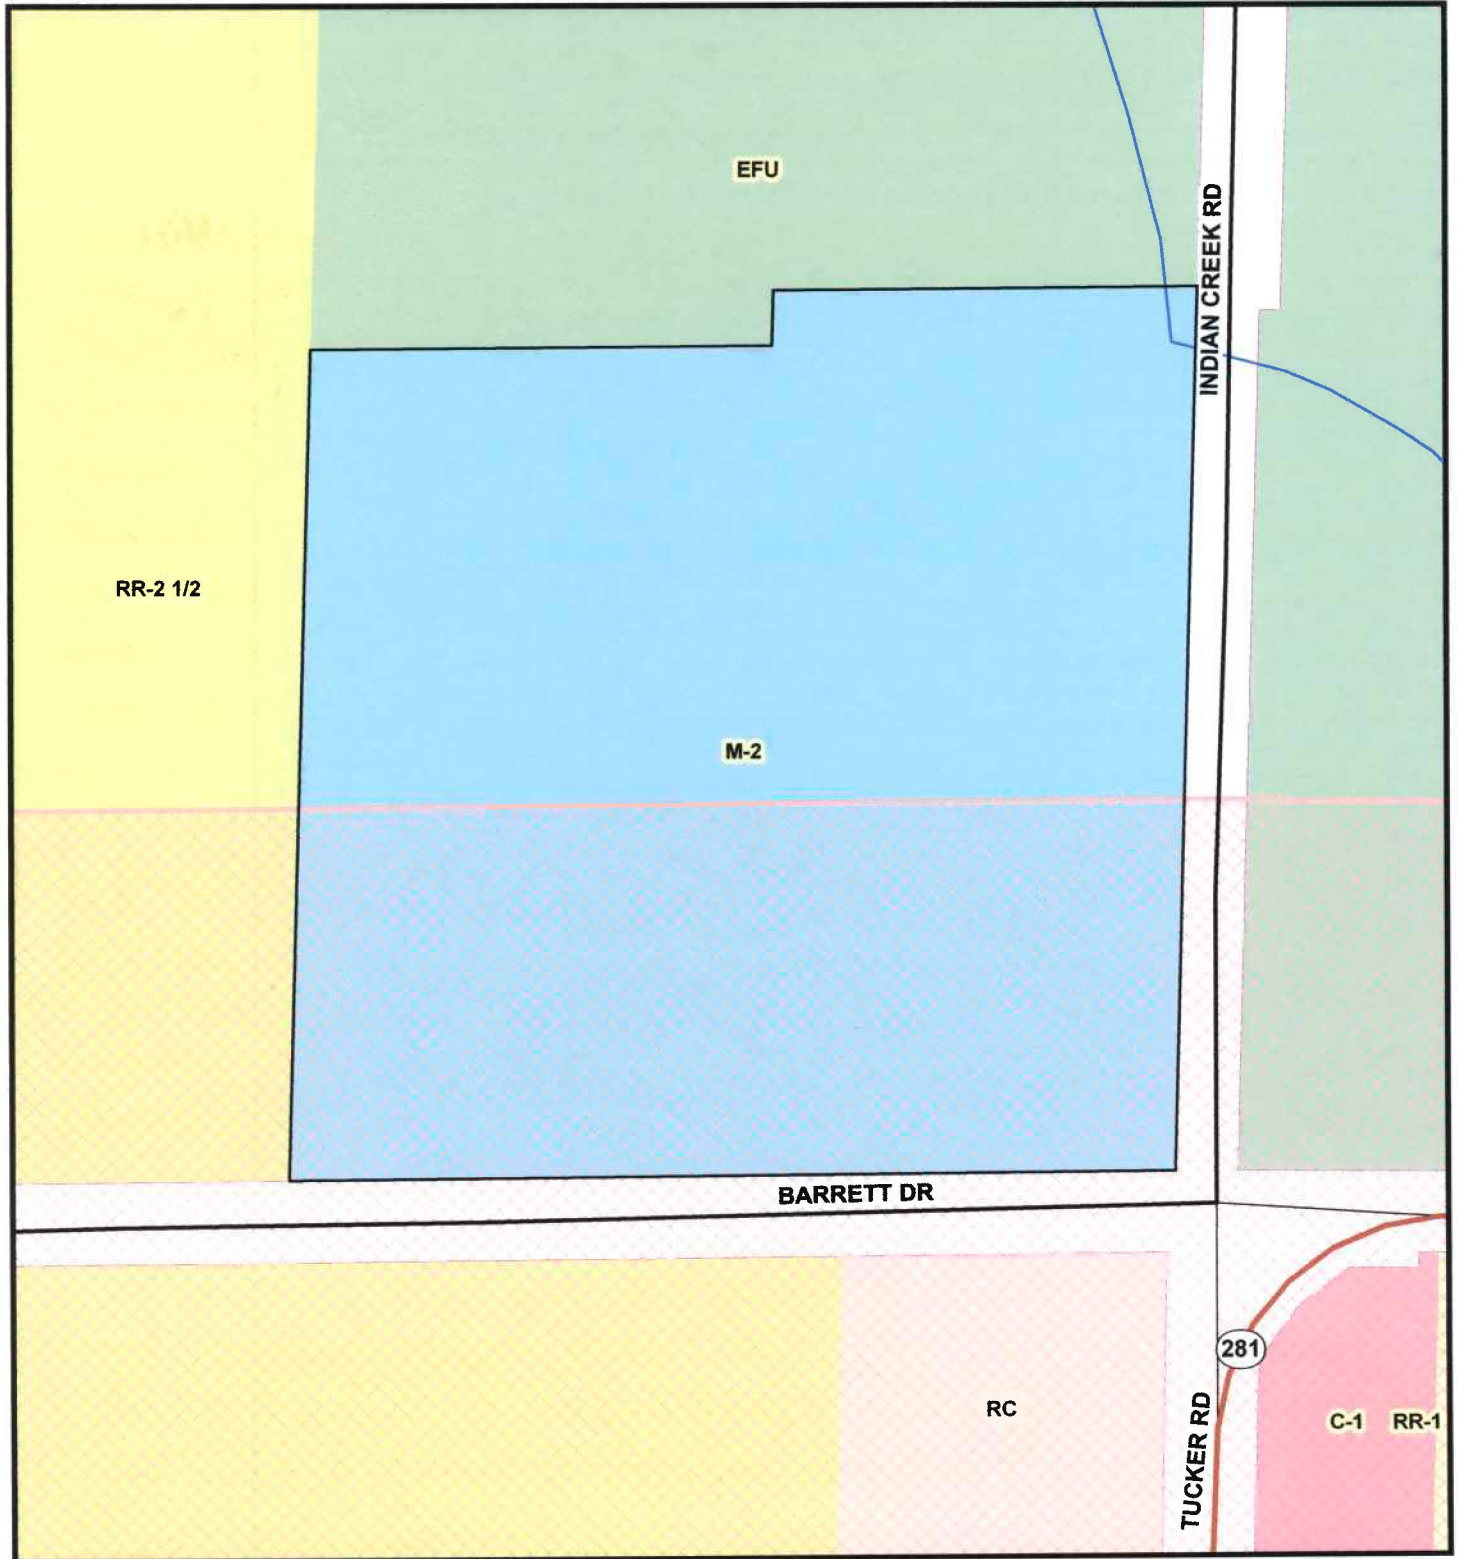 EFU
INDIAN CREEK RD
RR-2 1/2
M-2
BARRETT DR
281
RC
TUCKER RD
C-1
RR-1